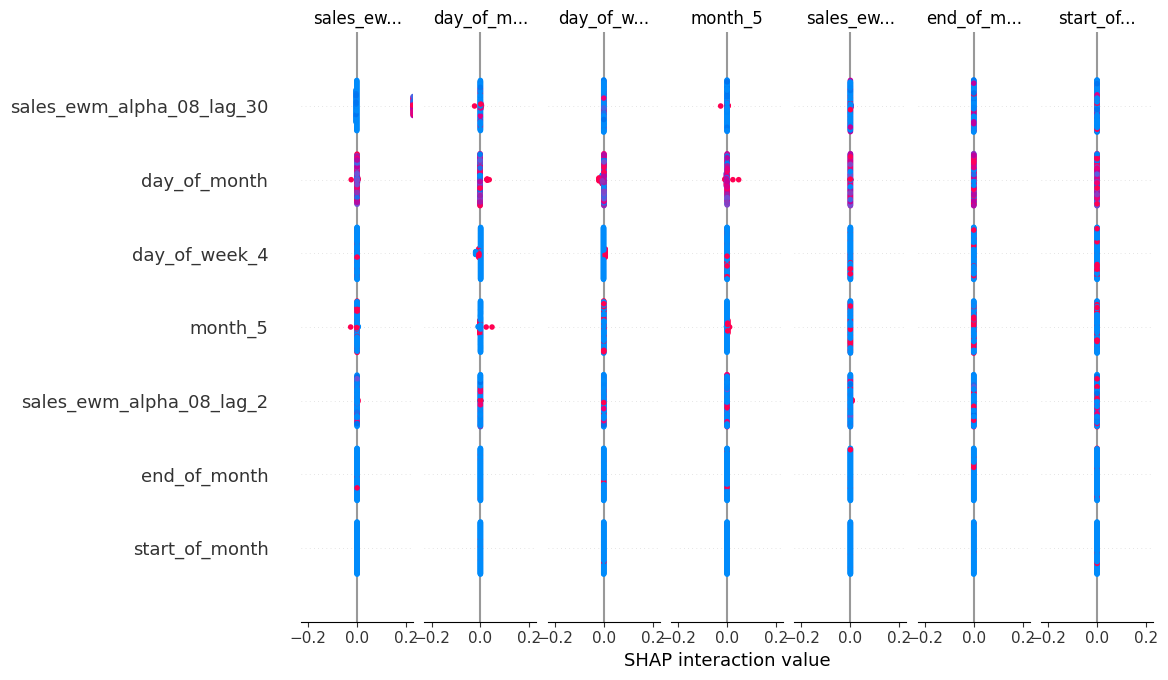 sales_ew... day_of_m... day_of_w... month_5 sales_ew... end_of_m... start_of...
sales_ewm_alpha_08_lag_30
day_of_month
day_of_week_4
month_5
sales_ewm_alpha_08_lag_2
end_of_month
start_of_month
−0.2 0.0 0.2 −0.2 0.0 0.2 −0.2 0.0 0.2 −0.2 0.0 0.2 −0.2 0.0 0.2 −0.2 0.0 0.2 −0.2 0.0 0.2
SHAP interaction value